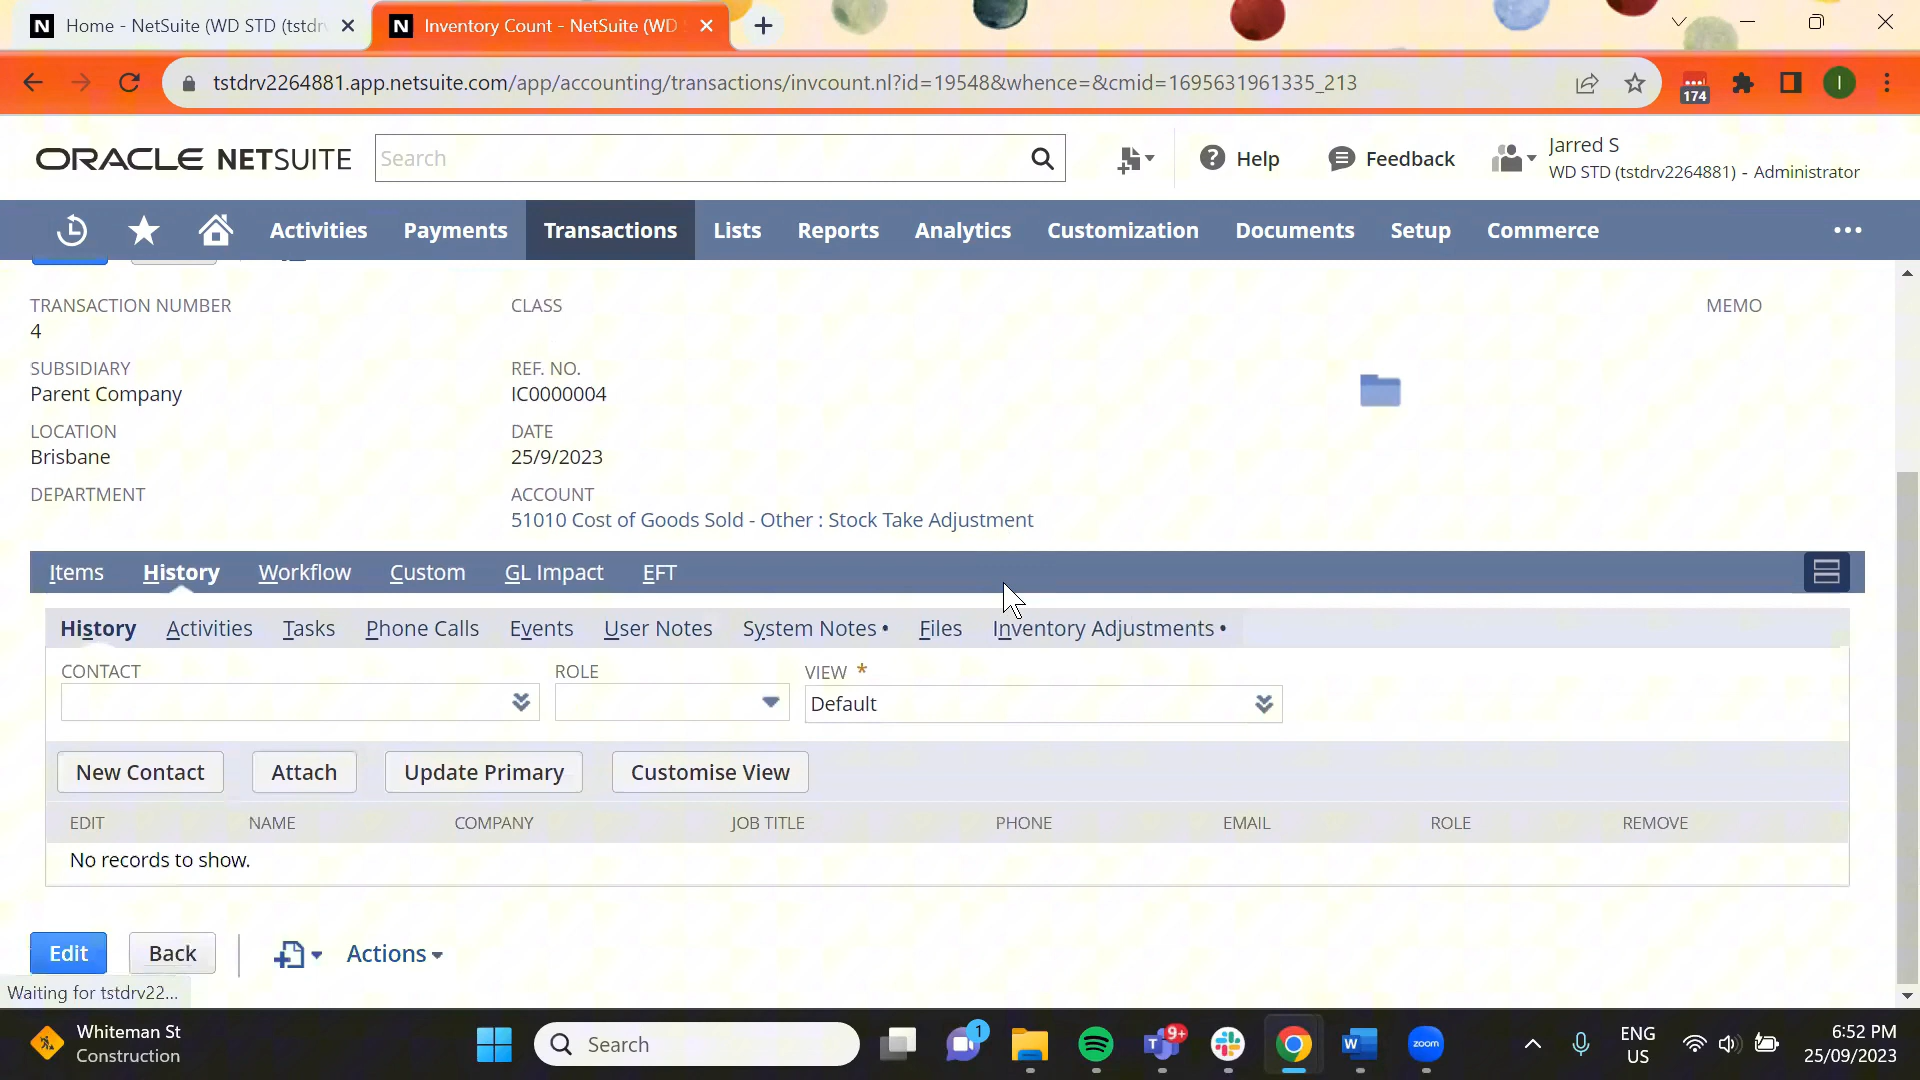 Home - NetSuite (WD STD (tstdr
Inventory Count - NetSuite (WD
tstdrv2264881.app.netsuite.com/app/accounting/transactions/invcount.nl?id=19548&whence=&cmid=1695631961335_213
174
I
ORACLE NETSUITE
Search
Help
Feedback
Jarred S
WD STD (tstdrv2264881) - Administrator
Activities Payments Transactions Lists Reports Analytics Customization Documents Setup Commerce
TRANSACTION NUMBER
4
SUBSIDIARY
Parent Company
LOCATION
Brisbane
DEPARTMENT
CLASS
REF. NO.
IC0000004
DATE
25/9/2023
ACCOUNT
51010 Cost of Goods Sold - Other : Stock Take Adjustment
MEMO
Items History Workflow Custom GL Impact EFT
History Activities Tasks Phone Calls Events User Notes System Notes • Files Inventory Adjustments •
CONTACT
ROLE
VIEW *
Default
New Contact Attach Update Primary Customise View
EDIT NAME COMPANY JOB TITLE PHONE EMAIL ROLE REMOVE
No records to show.
Edit Back Actions
Waiting for tstdrv22...
Whiteman St
Construction
Search
1
T
9+
W
zoom
ENG
US
6:52 PM
25/09/2023